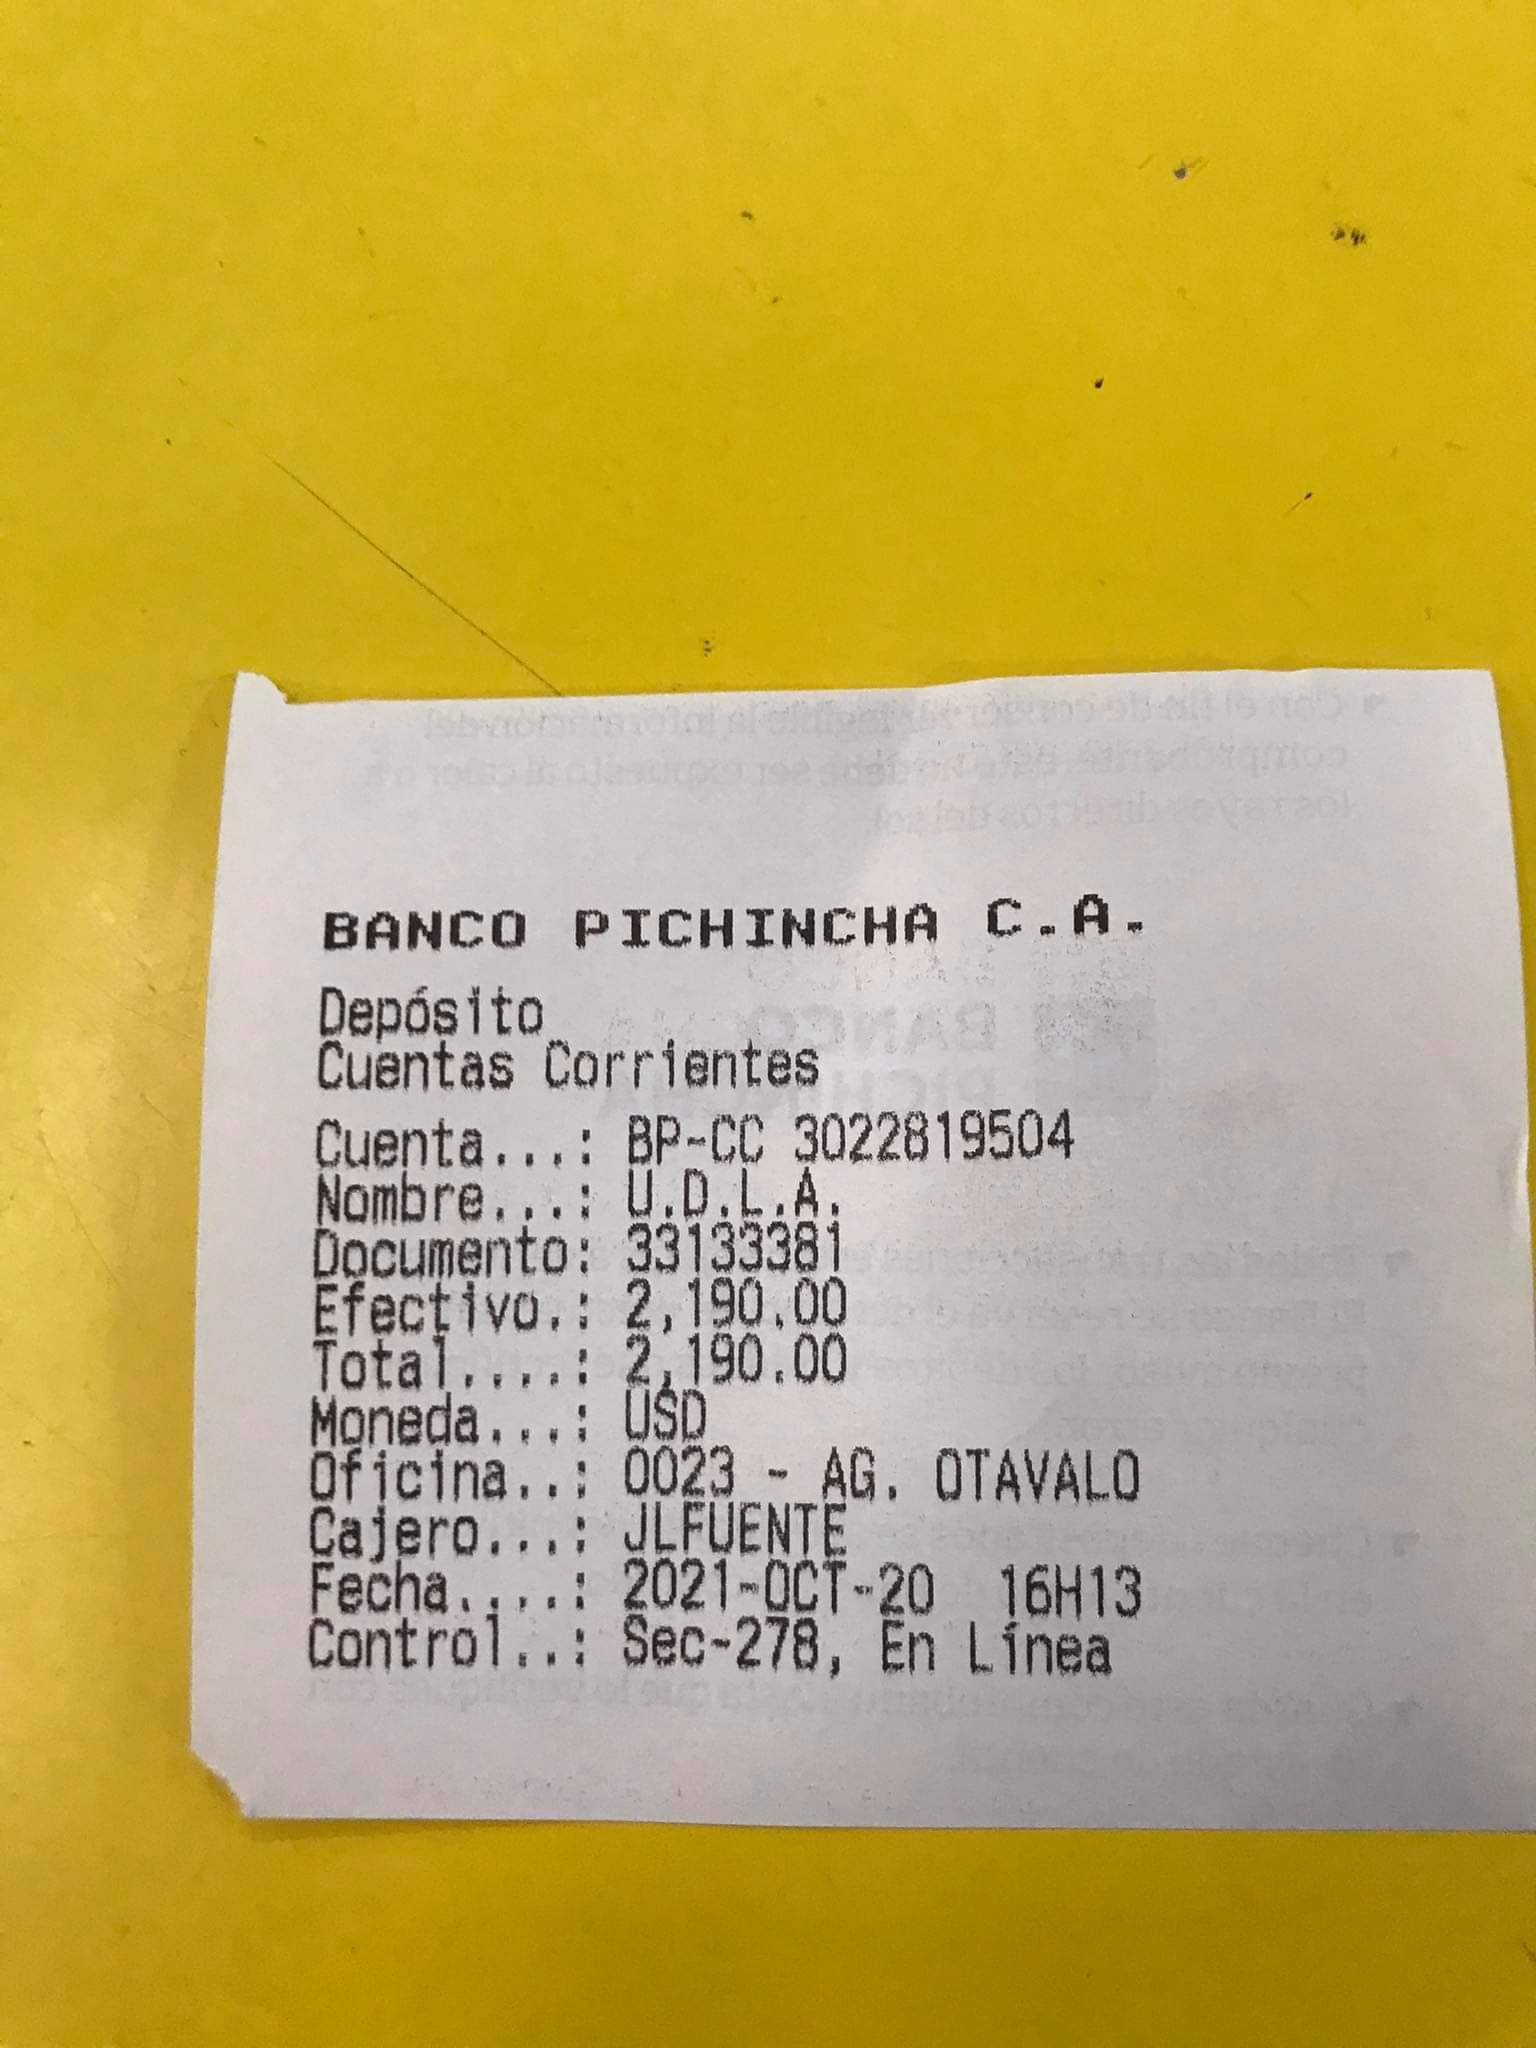 BANCO PICHINCHA C.A.
Depósito
Cuentas Corrientes
Cuenta...: BP-CC 3022819504
Nombre...: U.D.L.A.
Documento: 33133381
Efectivo.: 2,190.00
Total....: 2,190.00
Moneda...: USD
Oficina..: 0023 - AG. OTAVALO
Cajero...: JLFUENTE
Fecha....: 2021-OCT-20 16H13
Control..: Sec-278, En Línea